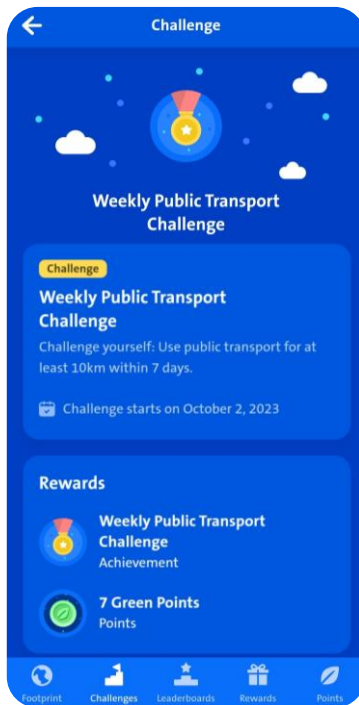 Challenge
Weekly Public Transport
Challenge
Challenge
Weekly Public Transport
Challenge
Challenge yourself: Use public transport for at
least 10km within 7 days.
Challenge starts on October 2, 2023
Rewards
Weekly Public Transport
Challenge
Achievement
7 Green Points
Points
Footprint Challenges Leaderboards Rewards Points